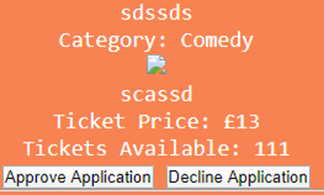 sdssds
Category: Comedy
scassd
Ticket Price: £13
Tickets Available: 111
Approve Application Decline Application